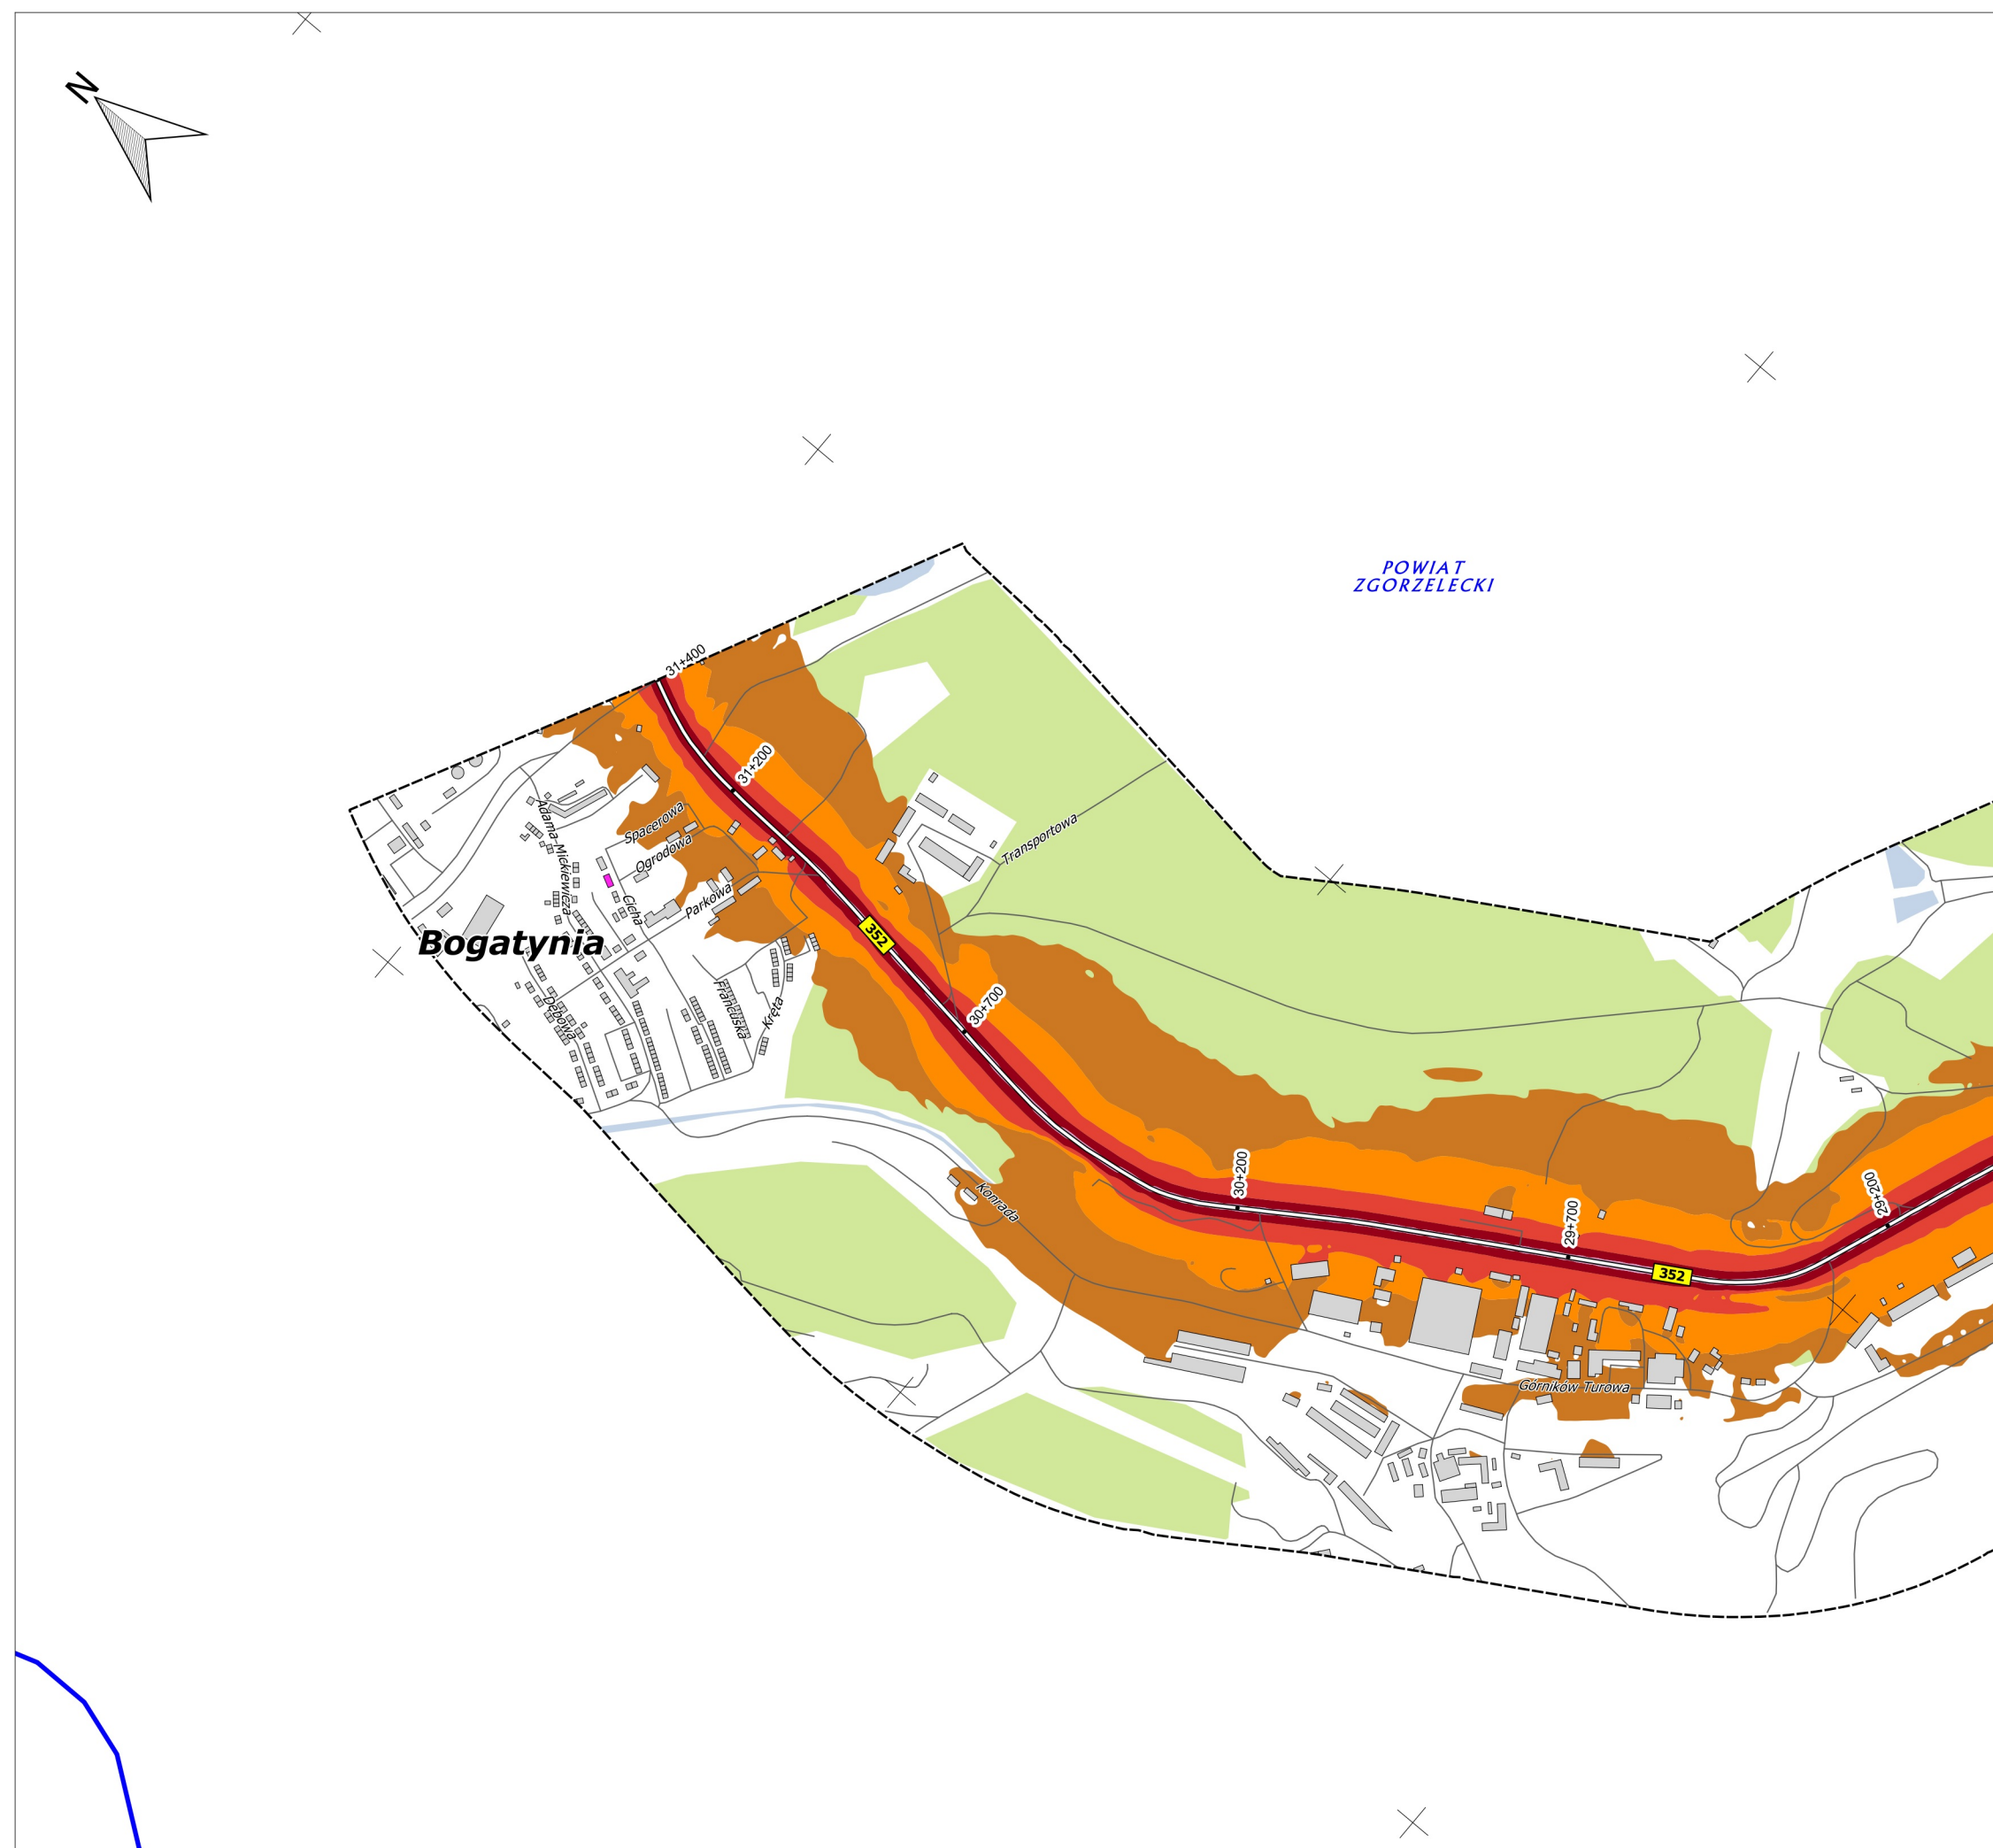 N
POWIAT
ZGORZELECKI
31+400
31+200
Spacerowa
Adama Mickiewicza
Ogrodowa
Transportowa
Parkowa
Cicha
352
Bogatynia
Dębowa
Francuska
Kręta
30+700
Konrada
30+200
29+700
29+200
352
Górników Turowa